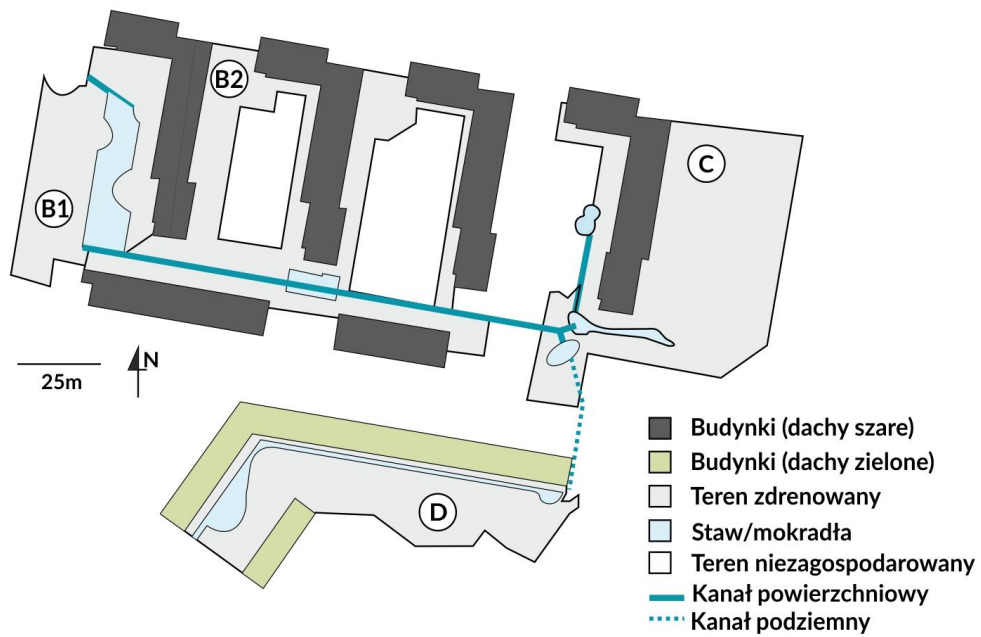 B1
B2
C
D
25m
N
Budynki (dachy szare)
Budynki (dachy zielone)
Teren zdrenowany
Staw/mokradła
Teren niezagospodarowany
Kanał powierzchniowy
Kanał podziemny